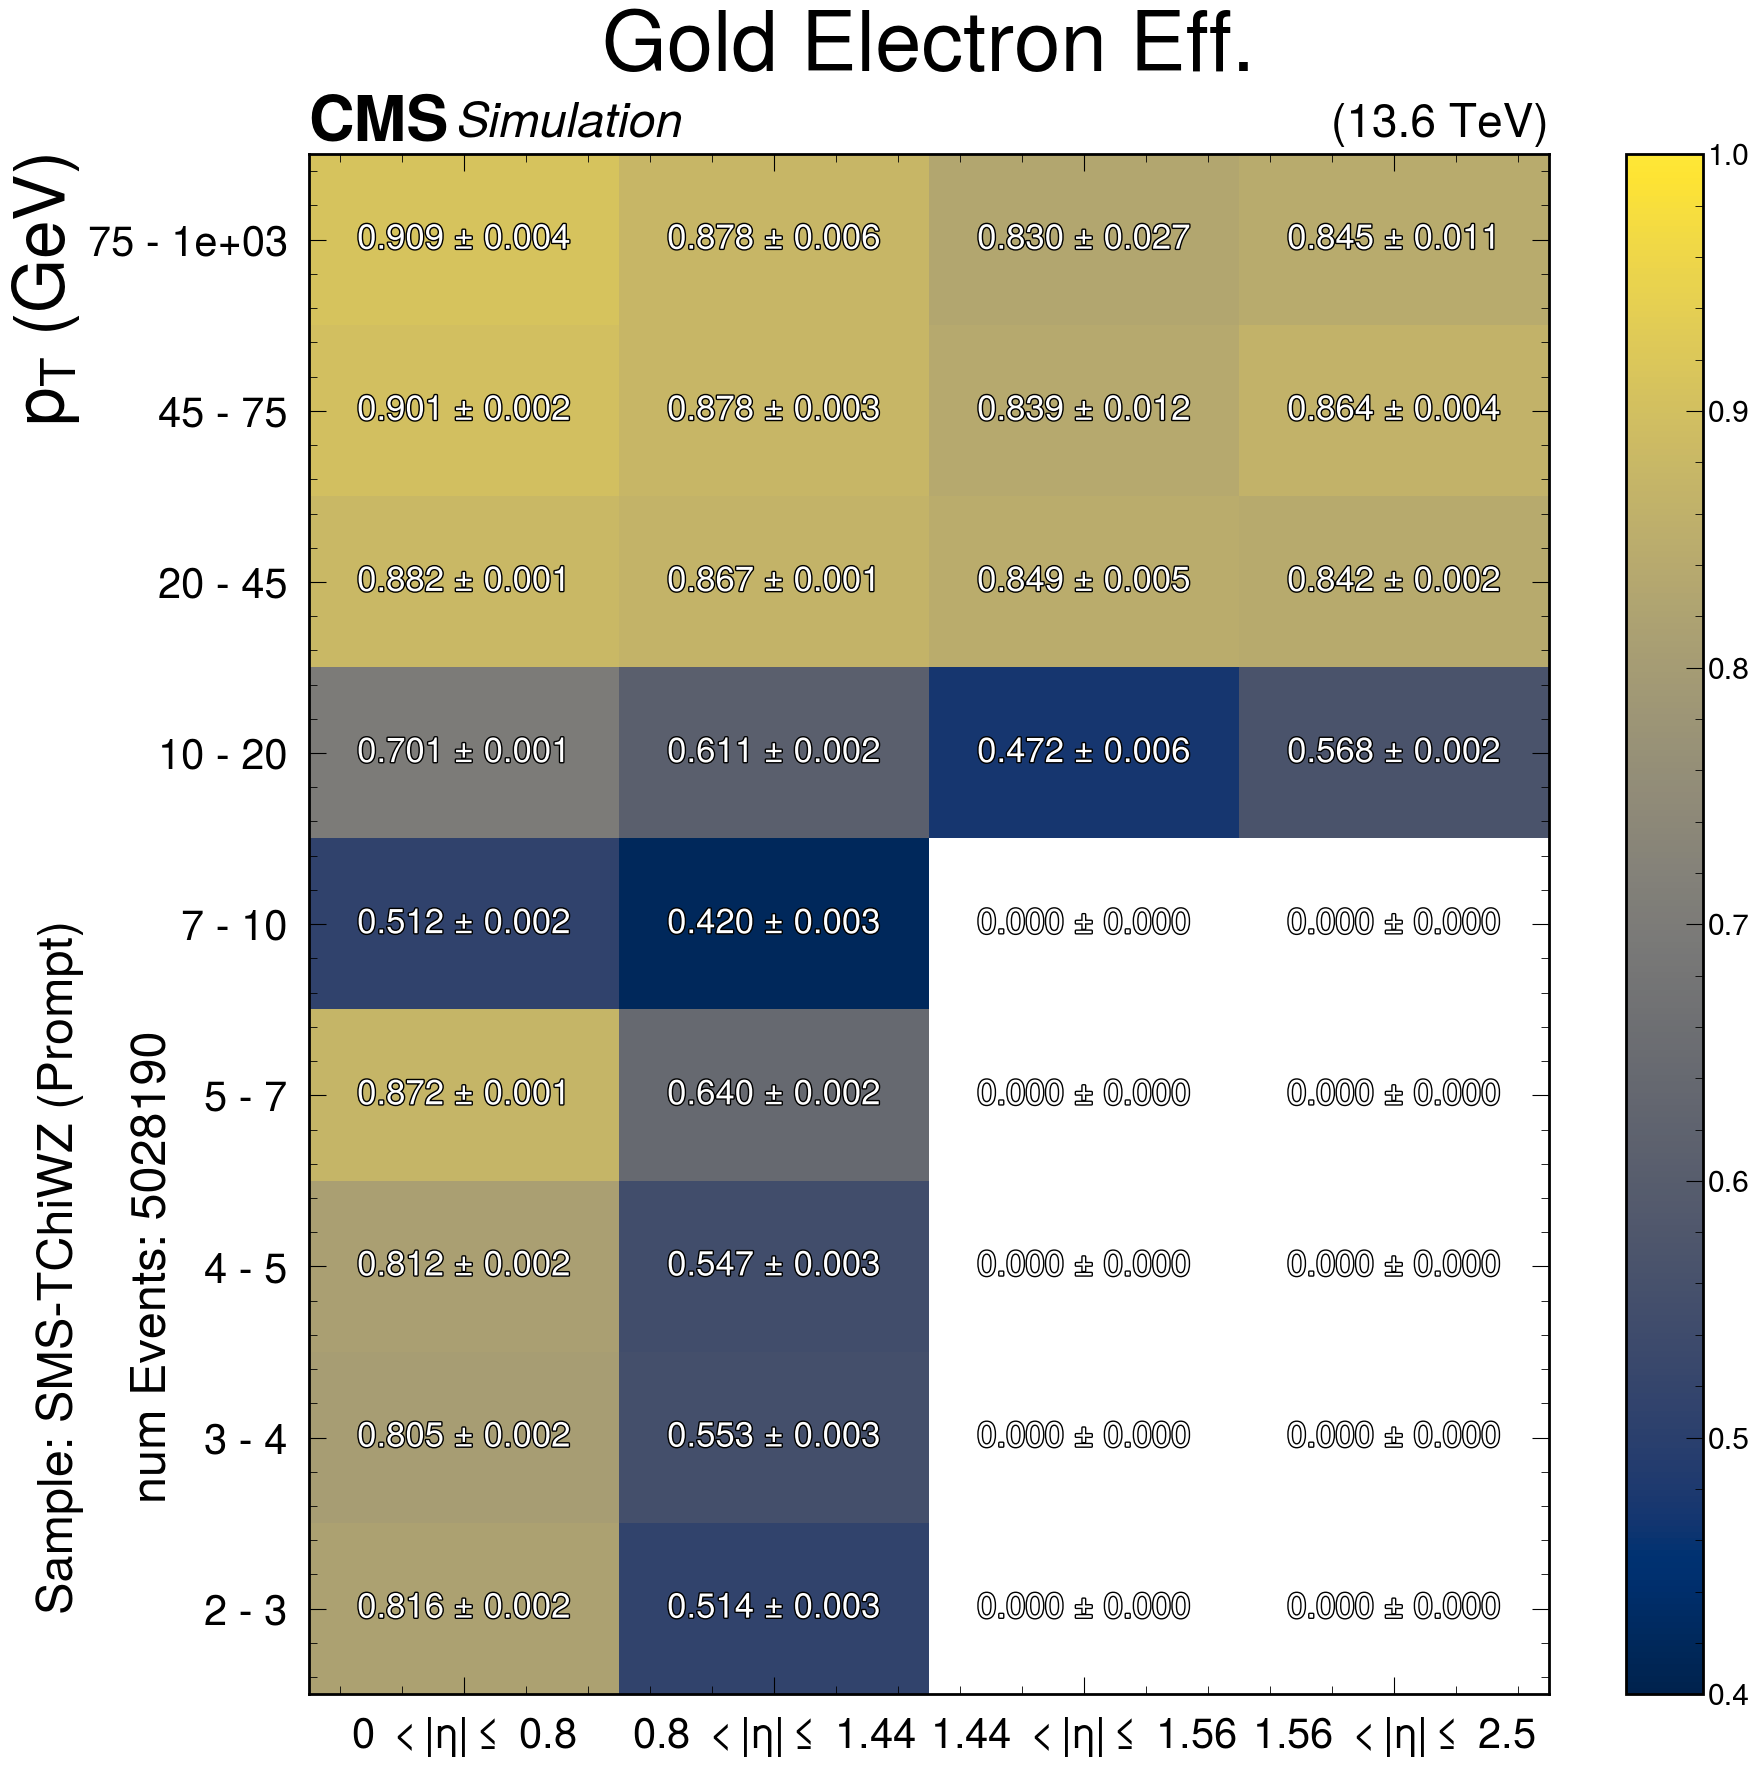 Gold Electron Eff.
CMS Simulation (13.6 TeV)
p_T (GeV)
75 - 1e+03 0.909 ± 0.004 0.878 ± 0.006 0.830 ± 0.027 0.845 ± 0.011
45 - 75 0.901 ± 0.002 0.878 ± 0.003 0.839 ± 0.012 0.864 ± 0.004
20 - 45 0.882 ± 0.001 0.867 ± 0.001 0.849 ± 0.005 0.842 ± 0.002
10 - 20 0.701 ± 0.001 0.611 ± 0.002 0.472 ± 0.006 0.568 ± 0.002
7 - 10 0.512 ± 0.002 0.420 ± 0.003 0.000 ± 0.000 0.000 ± 0.000
5 - 7 0.872 ± 0.001 0.640 ± 0.002 0.000 ± 0.000 0.000 ± 0.000
4 - 5 0.812 ± 0.002 0.547 ± 0.003 0.000 ± 0.000 0.000 ± 0.000
3 - 4 0.805 ± 0.002 0.553 ± 0.003 0.000 ± 0.000 0.000 ± 0.000
2 - 3 0.816 ± 0.002 0.514 ± 0.003 0.000 ± 0.000 0.000 ± 0.000
0 < |η| ≤ 0.8 0.8 < |η| ≤ 1.44 1.44 < |η| ≤ 1.56 1.56 < |η| ≤ 2.5
Sample: SMS-TChiWZ (Prompt)
num Events: 5028190
1.0
0.9
0.8
0.7
0.6
0.5
0.4